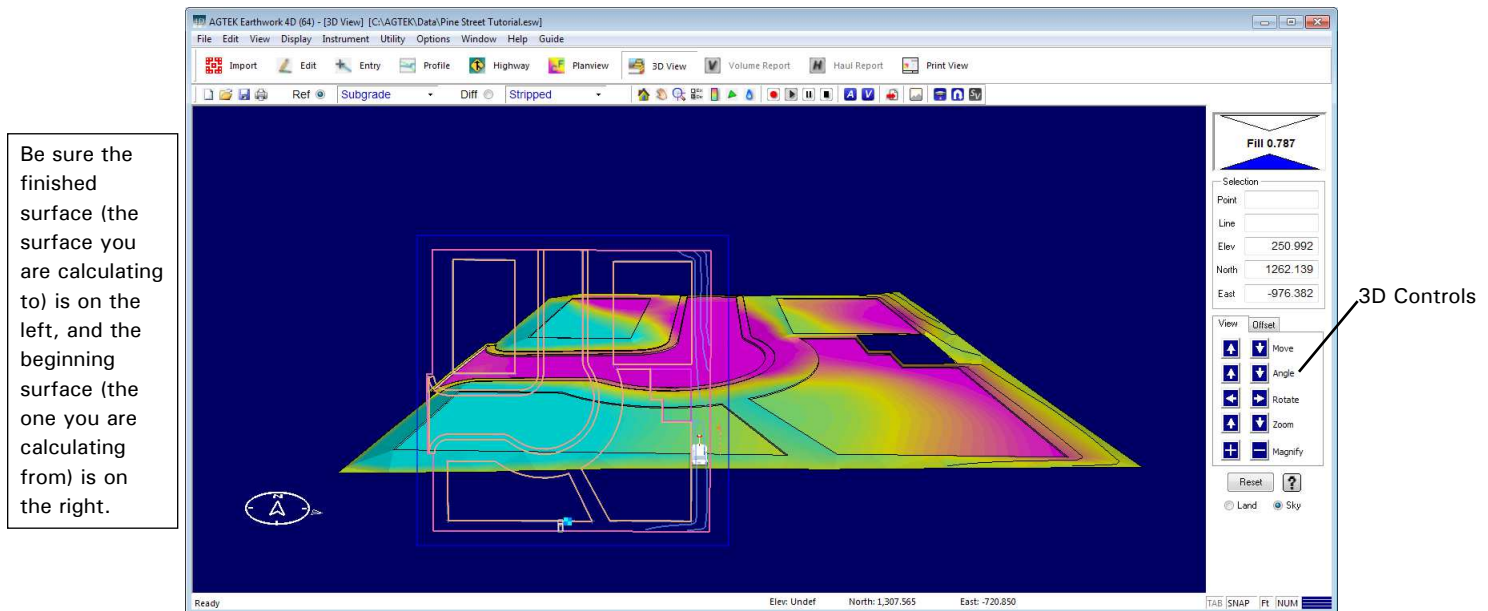 Be sure the
finished
surface (the
surface you
are calculating
to) is on the
left, and the
beginning
surface (the
one you are
calculating
from) is on
the right.
AGTEK Earthwork 4D (64) - [3D View] [C:\AGTEK\Data\Pine Street Tutorial.esw]
File Edit View Display Instrument Utility Options Window Help Guide
Import Edit Entry Profile Highway Planview 3D View Volume Report Haul Report Print View
Ref Subgrade Diff Stripped
A V
Fill 0.787
Selection
Point
Line
Elev 250.992
North 1262.139
East -976.382
View Offset
Move
Angle
Rotate
Zoom
Magnify
Reset ?
Land Sky
3D Controls
N
Ready Elev: Undef North: 1,307.565 East: -720.850 TAB SNAP Ft NUM